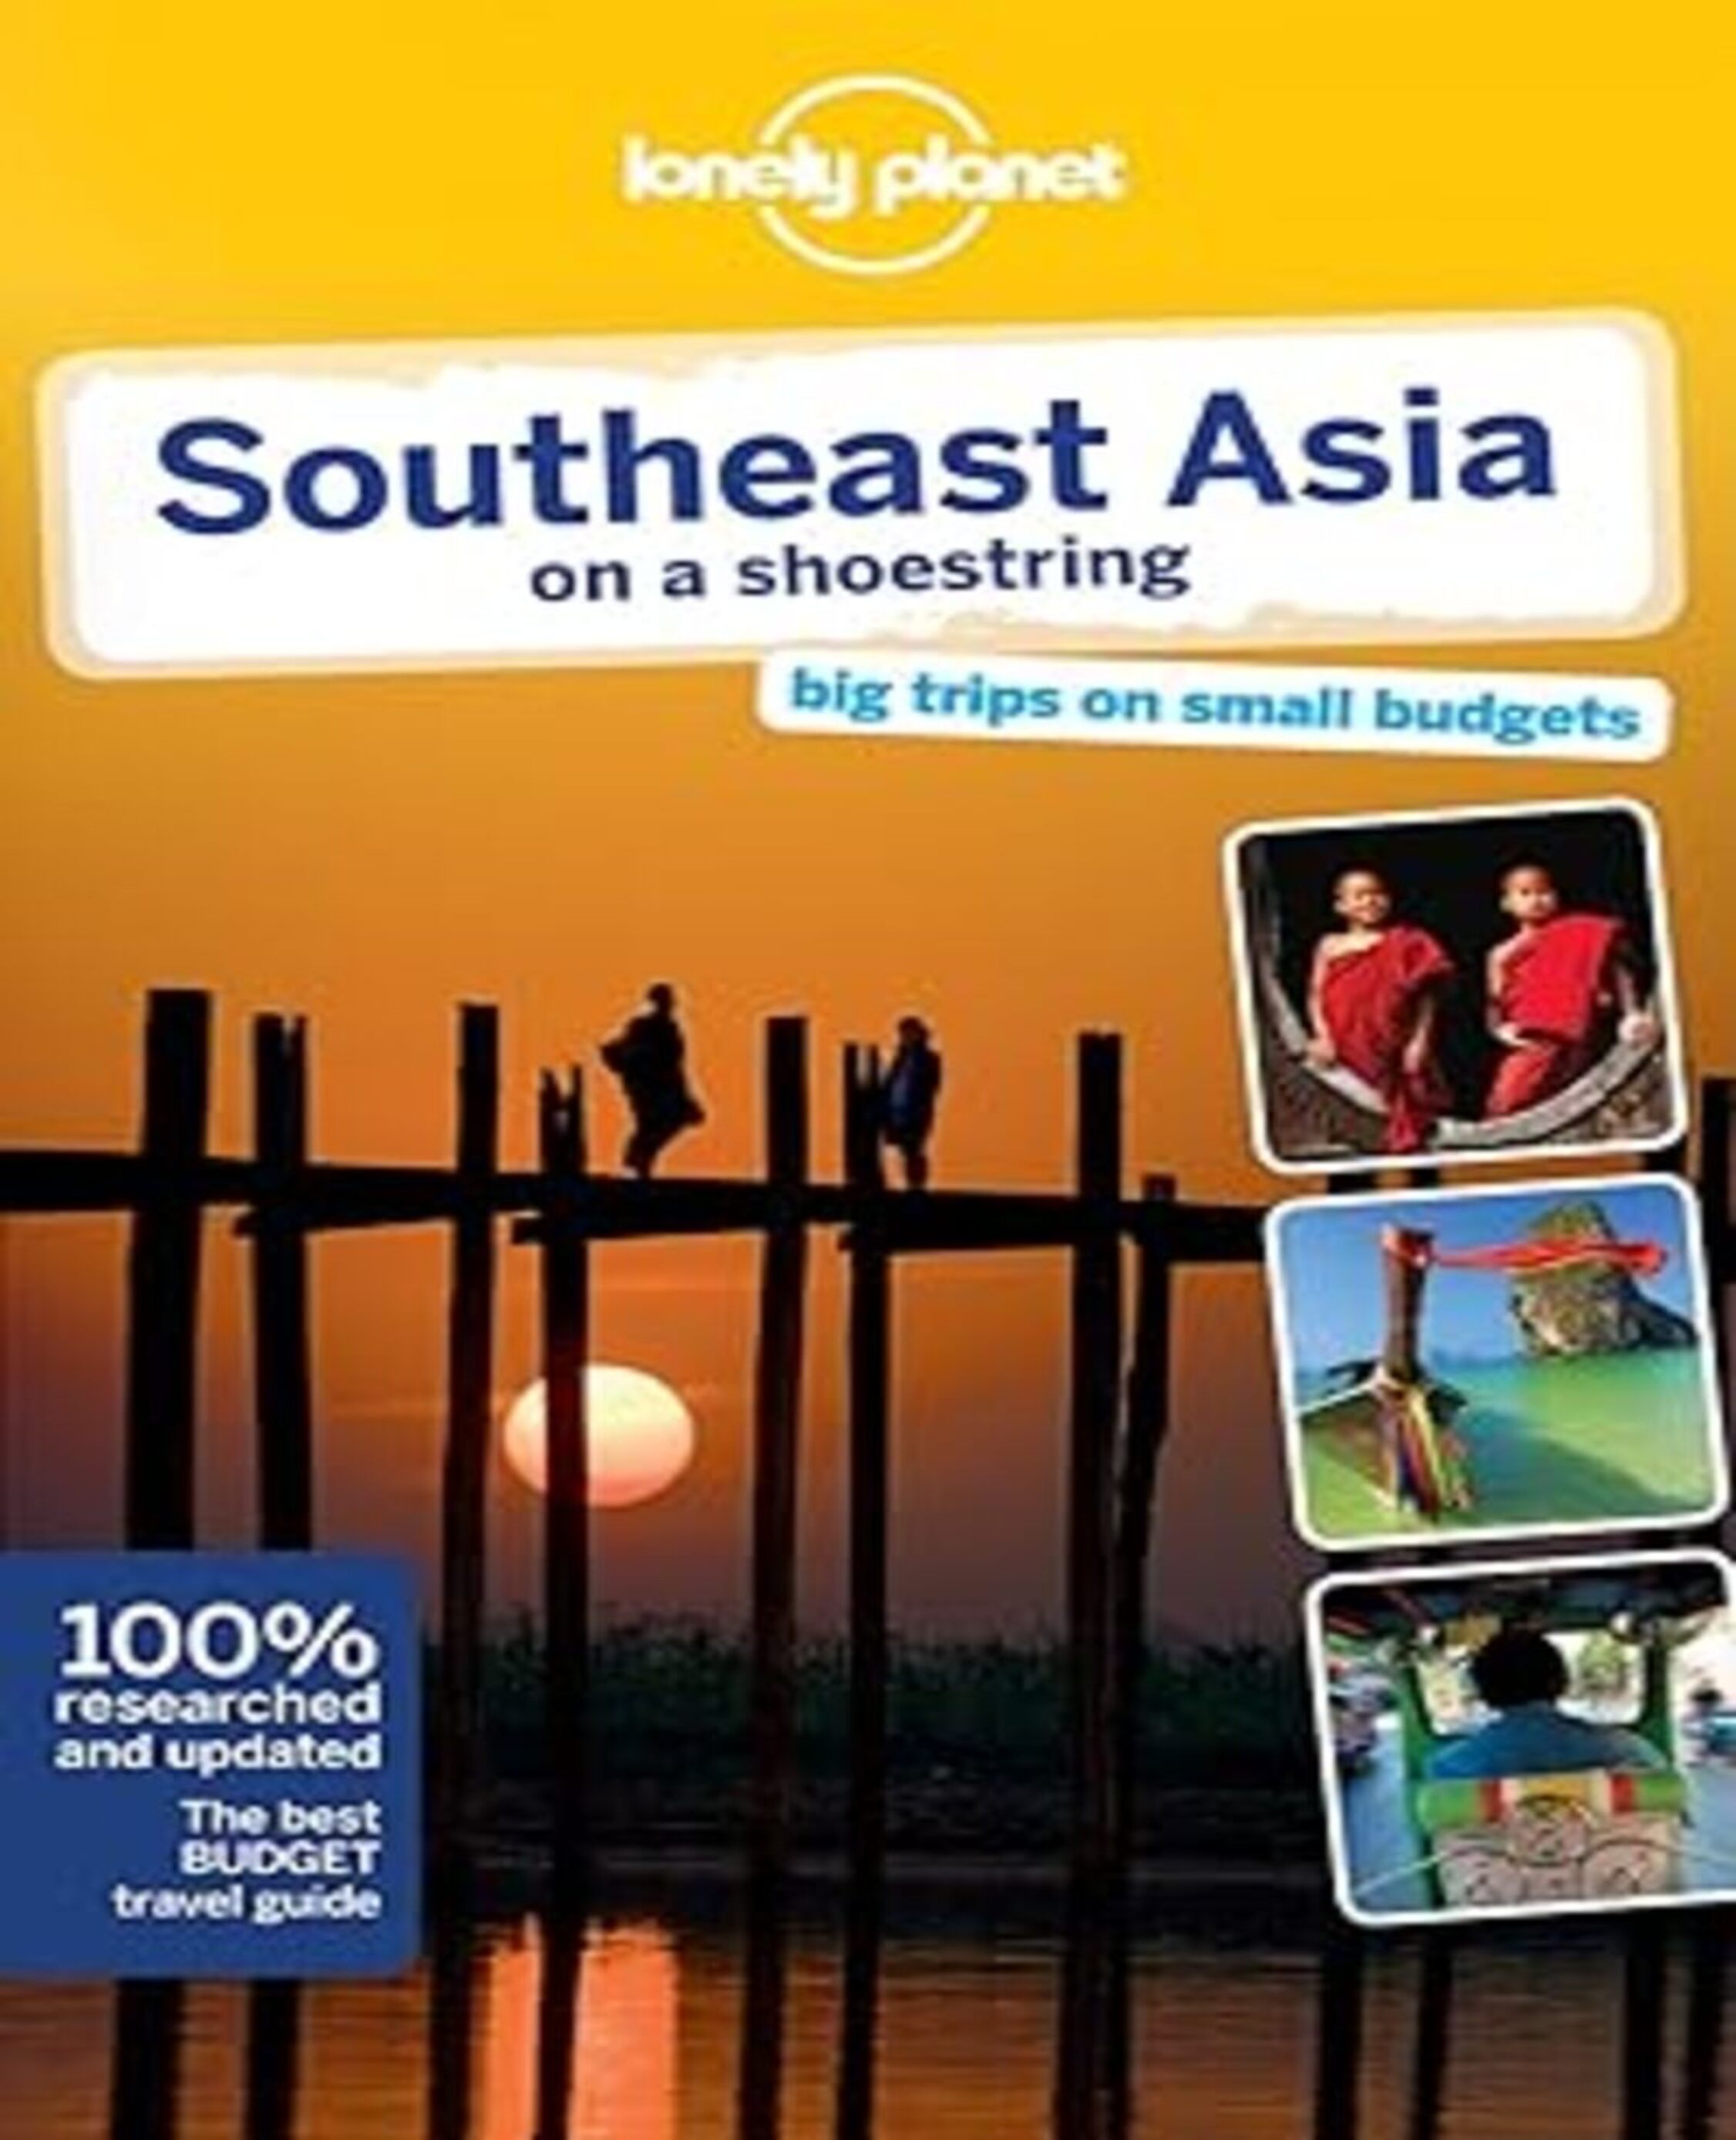 lonely planet
Southeast Asia
on a shoestring
big trips on small budgets
100%
researched
and updated
The best
BUDGET
travel guide